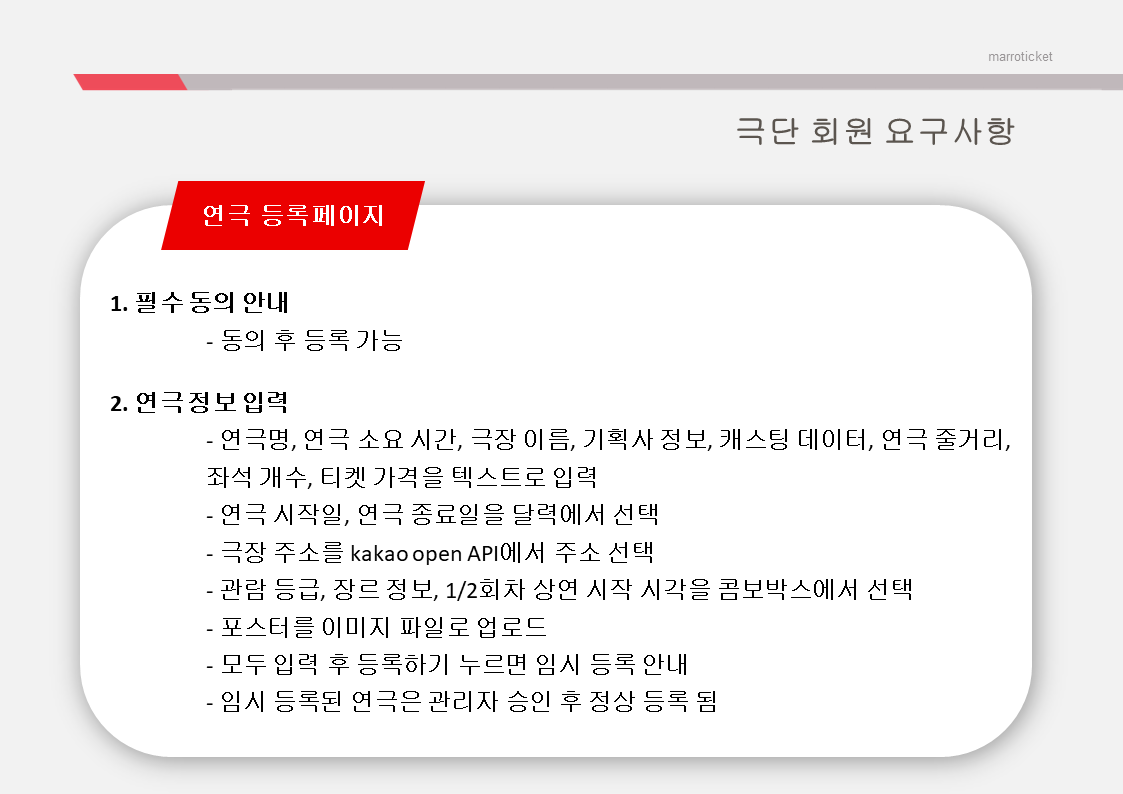 marroticket
극단 회원 요구사항
연극 등록페이지
1. 필수 동의 안내
- 동의 후 등록 가능
2. 연극 정보 입력
- 연극명, 연극 소요 시간, 극장 이름, 기획사 정보, 캐스팅 데이터, 연극 줄거리,
좌석 개수, 티켓 가격을 텍스트로 입력
- 연극 시작일, 연극 종료일을 달력에서 선택
- 극장 주소를 kakao open API에서 주소 선택
- 관람 등급, 장르 정보, 1/2회차 상연 시작 시각을 콤보박스에서 선택
- 포스터를 이미지 파일로 업로드
- 모두 입력 후 등록하기 누르면 임시 등록 안내
- 임시 등록된 연극은 관리자 승인 후 정상 등록 됨